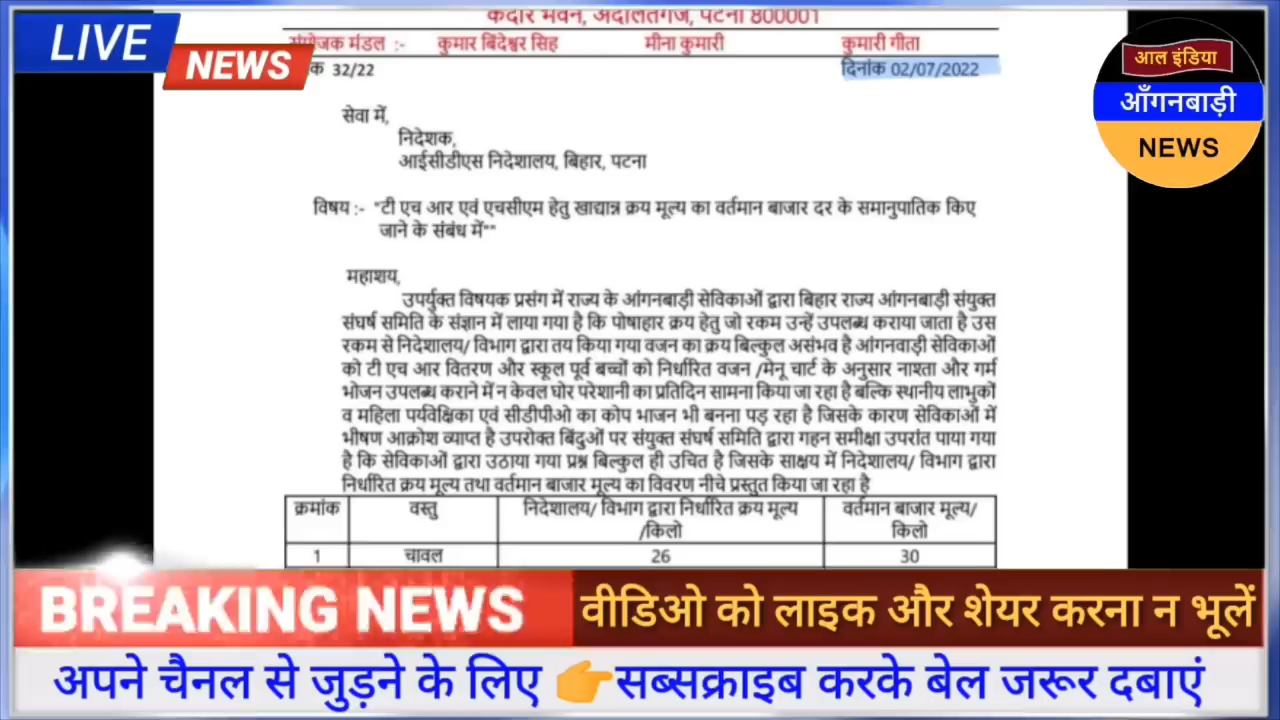 LIVE
NEWS
केदार भवन, अदालतगंज, पटना 800001
संयोजक मंडल :- कुमार बिंदेश्वर सिंह मीना कुमारी कुमारी गीता
क 32/22 दिनांक 02/07/2022
आल इंडिया
आँगनबाड़ी
NEWS
सेवा में,
निदेशक,
आईसीडीएस निदेशालय, बिहार, पटना
विषय :- "टी एच आर एवं एचसीएम हेतु खाद्यान्न क्रय मूल्य का वर्तमान बाजार दर के समानुपातिक किए
जाने के संबंध में""
महाशय,
उपर्युक्त विषयक प्रसंग में राज्य के आंगनबाड़ी सेविकाओं द्वारा बिहार राज्य आंगनबाड़ी संयुक्त
संघर्ष समिति के संज्ञान में लाया गया है कि पोषाहार क्रय हेतु जो रकम उन्हें उपलब्ध कराया जाता है उस
रकम से निदेशालय/ विभाग द्वारा तय किया गया वजन का क्रय बिल्कुल असंभव है आंगनवाड़ी सेविकाओं
को टी एच आर वितरण और स्कूल पूर्व बच्चों को निर्धारित वजन /मेनू चार्ट के अनुसार नाश्ता और गर्म
भोजन उपलब्ध कराने में न केवल घोर परेशानी का प्रतिदिन सामना किया जा रहा है बल्कि स्थानीय लाभुकों
व महिला पर्यवेक्षिका एवं सीडीपीओ का कोप भाजन भी बनना पड़ रहा है जिसके कारण सेविकाओं में
भीषण आक्रोश व्याप्त है उपरोक्त बिंदुओं पर संयुक्त संघर्ष समिति द्वारा गहन समीक्षा उपरांत पाया गया
है कि सेविकाओं द्वारा उठाया गया प्रश्न बिल्कुल ही उचित है जिसके साक्षय में निदेशालय/ विभाग द्वारा
निर्धारित क्रय मूल्य तथा वर्तमान बाजार मूल्य का विवरण नीचे प्रस्तुत किया जा रहा है
क्रमांक वस्तु निदेशालय/ विभाग द्वारा निर्धारित क्रय मूल्य वर्तमान बाजार मूल्य/
/किलो किलो
1 चावल 26 30
BREAKING NEWS वीडिओ को लाइक और शेयर करना न भूलें
अपने चैनल से जुड़ने के लिए 👉सब्सक्राइब करके बेल जरूर दबाएं